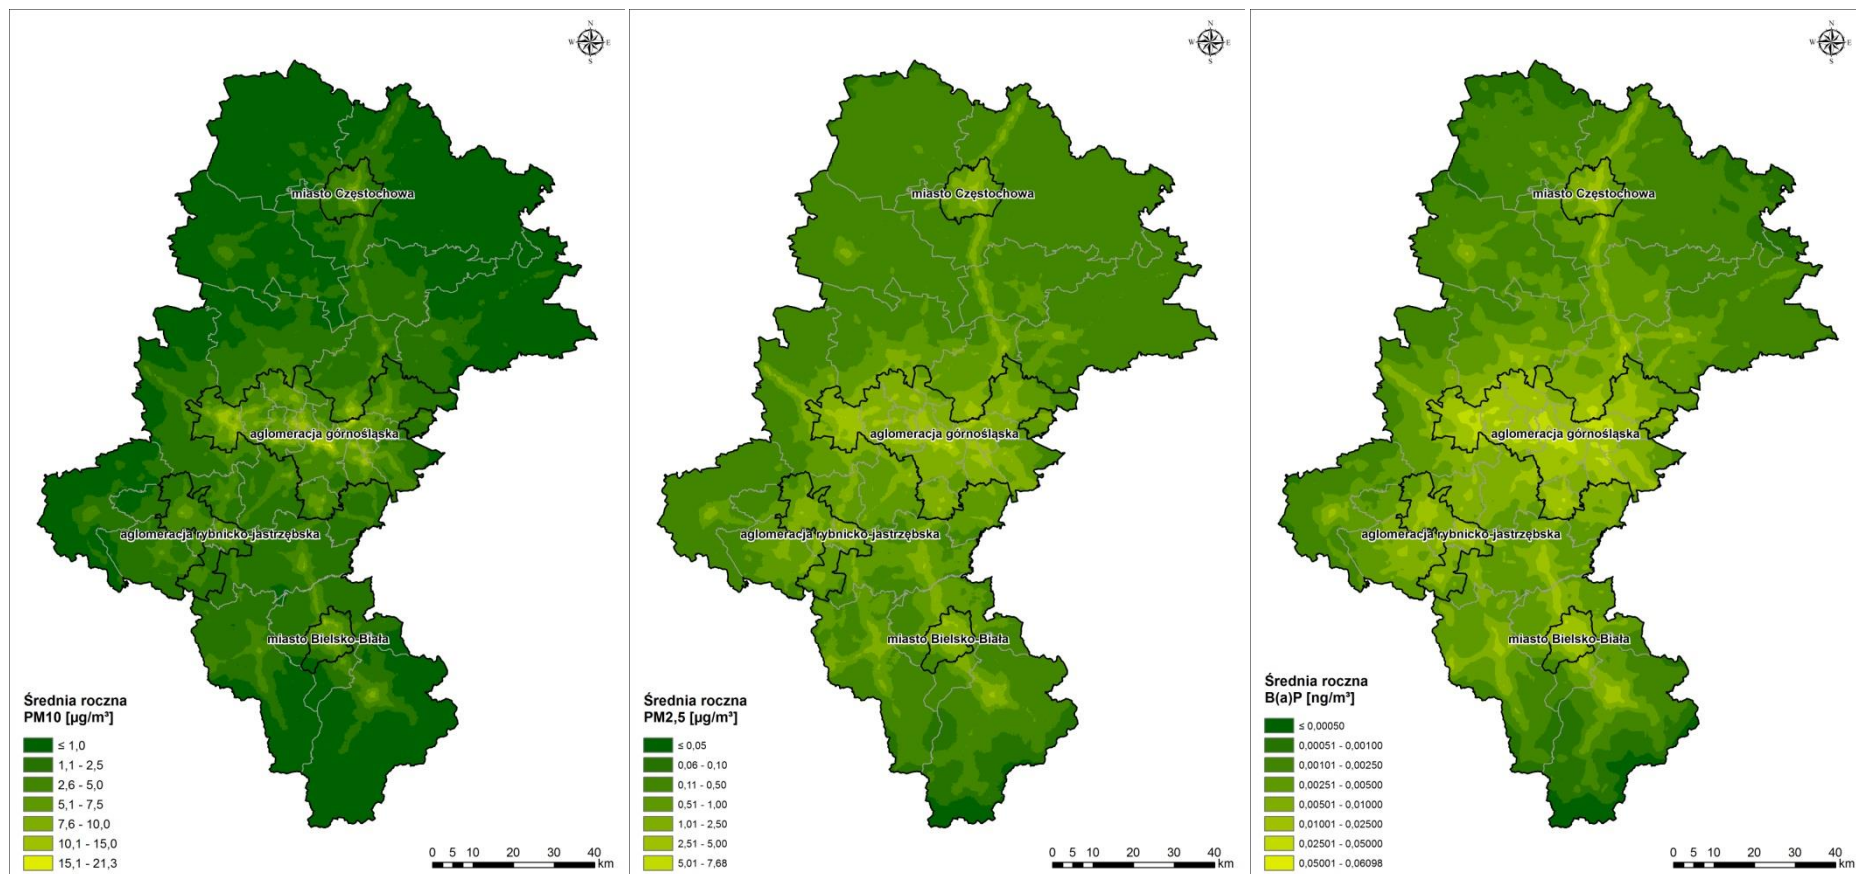 N
W E
S
miasto Częstochowa
aglomeracja górnośląska
aglomeracja rybnicko-jastrzębska
miasto Bielsko-Biała
Średnia roczna
PM10 [µg/m³]
≤ 1,0
1,1 - 2,5
2,6 - 5,0
5,1 - 7,5
7,6 - 10,0
10,1 - 15,0
15,1 - 21,3
0 5 10 20 30 40
km
N
W E
S
miasto Częstochowa
aglomeracja górnośląska
aglomeracja rybnicko-jastrzębska
miasto Bielsko-Biała
Średnia roczna
PM2,5 [µg/m³]
≤ 0,05
0,06 - 0,10
0,11 - 0,50
0,51 - 1,00
1,01 - 2,50
2,51 - 5,00
5,01 - 7,68
0 5 10 20 30 40
km
N
W E
S
miasto Częstochowa
aglomeracja górnośląska
aglomeracja rybnicko-jastrzębska
miasto Bielsko-Biała
Średnia roczna
B(a)P [ng/m³]
≤ 0,00050
0,00051 - 0,00100
0,00101 - 0,00250
0,00251 - 0,00500
0,00501 - 0,01000
0,01001 - 0,02500
0,02501 - 0,05000
0,05001 - 0,06098
0 5 10 20 30 40
km